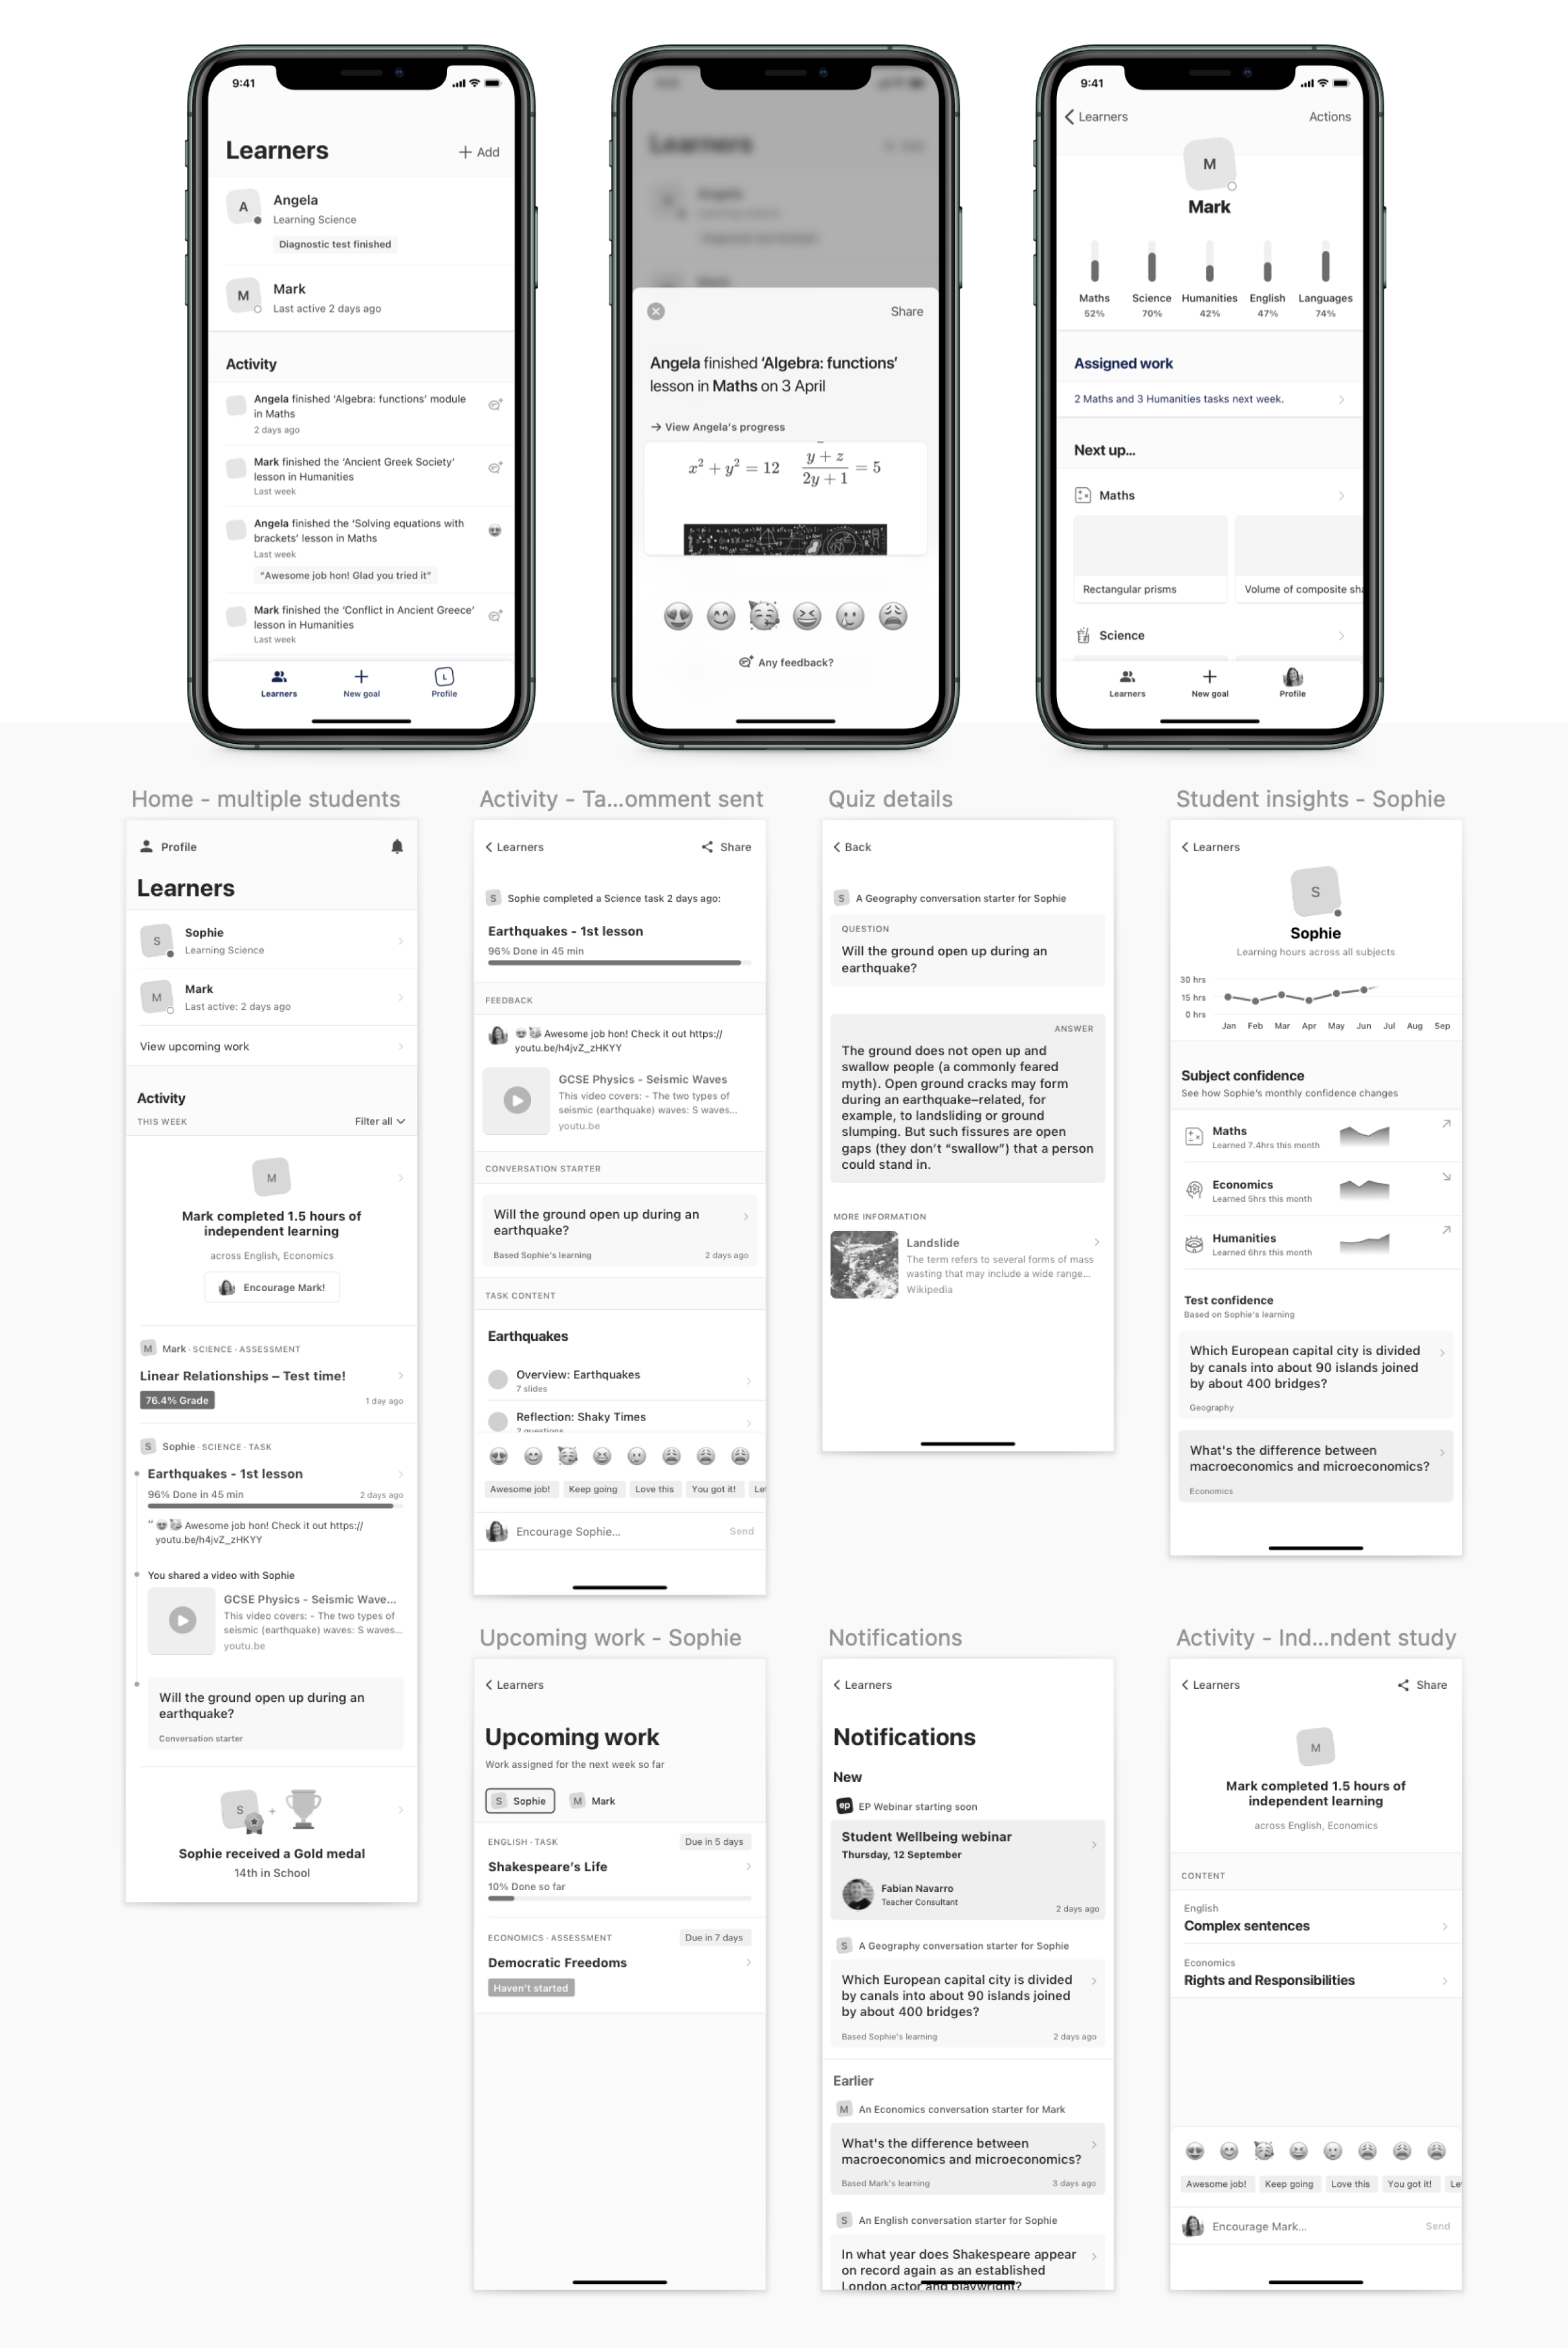 9:41
Learners
+ Add
A
Angela
Learning Science
Diagnostic test finished
M
Mark
Last active 2 days ago
Activity
Angela finished ‘Algebra: functions’ module
in Maths
2 days ago
Mark finished the ‘Ancient Greek Society’
lesson in Humanities
Last week
Angela finished the ‘Solving equations with
brackets’ lesson in Maths
Last week
“Awesome job hon! Glad you tried it”
Mark finished the ‘Conflict in Ancient Greece’
lesson in Humanities
Last week
Learners
New goal
L
Profile
Learners
Share
Angela finished ‘Algebra: functions’
lesson in Maths on 3 April
→ View Angela’s progress
x² + y² = 12 (y + z)/(2y + 1) = 5
Any feedback?
9:41
Learners
Actions
M
Mark
Maths Science Humanities English Languages
52% 70% 42% 47% 74%
Assigned work
2 Maths and 3 Humanities tasks next week.
Next up...
Maths
Rectangular prisms
Volume of composite sha
Science
Learners
New goal
Profile
Home - multiple students
Profile
Learners
S
Sophie
Learning Science
M
Mark
Last active: 2 days ago
View upcoming work
Activity
THIS WEEK
Filter all
M
Mark completed 1.5 hours of
independent learning
across English, Economics
Encourage Mark!
M Mark · SCIENCE · ASSESSMENT
Linear Relationships – Test time!
76.4% Grade
1 day ago
S Sophie · SCIENCE · TASK
Earthquakes - 1st lesson
96% Done in 45 min
2 days ago
“ 😍🥳 Awesome job hon! Check it out https://
youtu.be/h4jvZ_zHKYY
You shared a video with Sophie
GCSE Physics - Seismic Wave...
This video covers: - The two types of
seismic (earthquake) waves: S waves...
youtu.be
Will the ground open up during an
earthquake?
Conversation starter
S +
Sophie received a Gold medal
14th in School
Activity - Ta...omment sent
Learners
Share
S Sophie completed a Science task 2 days ago:
Earthquakes - 1st lesson
96% Done in 45 min
FEEDBACK
😍🥳 Awesome job hon! Check it out https://
youtu.be/h4jvZ_zHKYY
GCSE Physics - Seismic Waves
This video covers: - The two types of
seismic (earthquake) waves: S waves...
youtu.be
CONVERSATION STARTER
Will the ground open up during an
earthquake?
Based Sophie's learning
2 days ago
TASK CONTENT
Earthquakes
Overview: Earthquakes
7 slides
Reflection: Shaky Times
2 questions
Awesome job!
Keep going
Love this
You got it!
Le
Encourage Sophie...
Send
Quiz details
Back
S A Geography conversation starter for Sophie
QUESTION
Will the ground open up during an
earthquake?
ANSWER
The ground does not open up and
swallow people (a commonly feared
myth). Open ground cracks may form
during an earthquake–related, for
example, to landsliding or ground
slumping. But such fissures are open
gaps (they don’t “swallow”) that a person
could stand in.
MORE INFORMATION
Landslide
The term refers to several forms of mass
wasting that may include a wide range...
Wikipedia
Student insights - Sophie
Learners
S
Sophie
Learning hours across all subjects
30 hrs
15 hrs
0 hrs
Jan Feb Mar Apr May Jun Jul Aug Sep
Subject confidence
See how Sophie's monthly confidence changes
Maths
Learned 7.4hrs this month
Economics
Learned 5hrs this month
Humanities
Learned 6hrs this month
Test confidence
Based on Sophie's learning
Which European capital city is divided
by canals into about 90 islands joined
by about 400 bridges?
Geography
What's the difference between
macroeconomics and microeconomics?
Economics
Upcoming work - Sophie
Learners
Upcoming work
Work assigned for the next week so far
S Sophie
M Mark
ENGLISH · TASK
Due in 5 days
Shakespeare’s Life
10% Done so far
ECONOMICS · ASSESSMENT
Due in 7 days
Democratic Freedoms
Haven’t started
Notifications
Learners
Notifications
New
ep EP Webinar starting soon
Student Wellbeing webinar
Thursday, 12 September
Fabian Navarro
Teacher Consultant
2 days ago
S A Geography conversation starter for Sophie
Which European capital city is divided
by canals into about 90 islands joined
by about 400 bridges?
Based Sophie's learning
2 days ago
Earlier
M An Economics conversation starter for Mark
What's the difference between
macroeconomics and microeconomics?
Based Mark's learning
3 days ago
S An English conversation starter for Sophie
In what year does Shakespeare appear
on record again as an established
London actor and playwright?
Activity - Ind...ndent study
Learners
Share
M
Mark completed 1.5 hours of
independent learning
across English, Economics
CONTENT
English
Complex sentences
Economics
Rights and Responsibilities
Awesome job!
Keep going
Love this
You got it!
Le
Encourage Mark...
Send